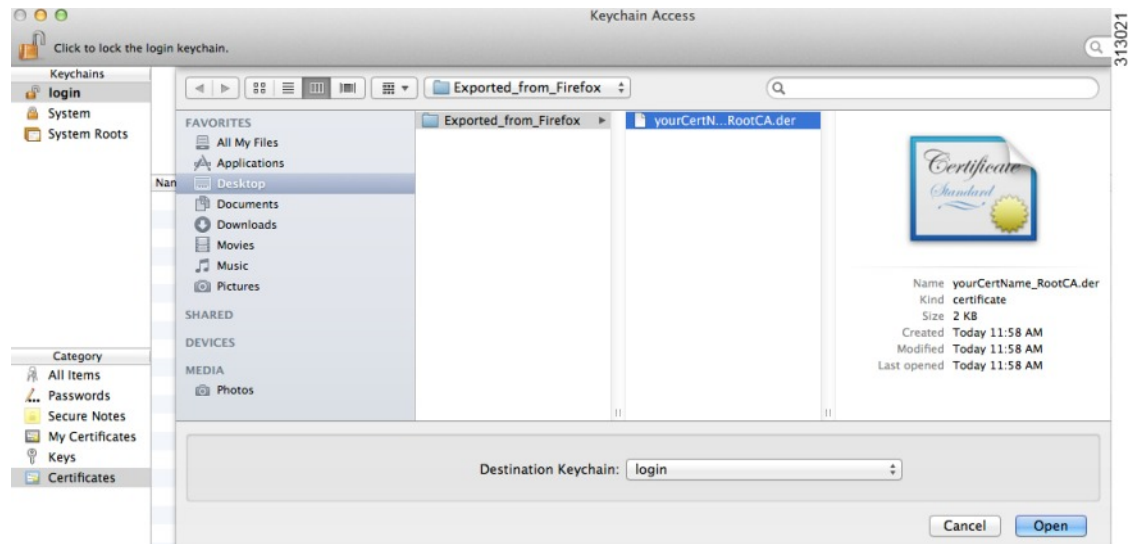 Keychain Access
Click to lock the login keychain.
Keychains
login
System
System Roots
Category
All Items
Passwords
Secure Notes
My Certificates
Keys
Certificates
Nan
Exported_from_Firefox
FAVORITES
All My Files
Applications
Desktop
Documents
Downloads
Movies
Music
Pictures
SHARED
DEVICES
MEDIA
Photos
Exported_from_Firefox
yourCertN...RootCA.der
Certificate
Standard
Name yourCertName_RootCA.der
Kind certificate
Size 2 KB
Created Today 11:58 AM
Modified Today 11:58 AM
Last opened Today 11:58 AM
Destination Keychain: login
Cancel Open
313021